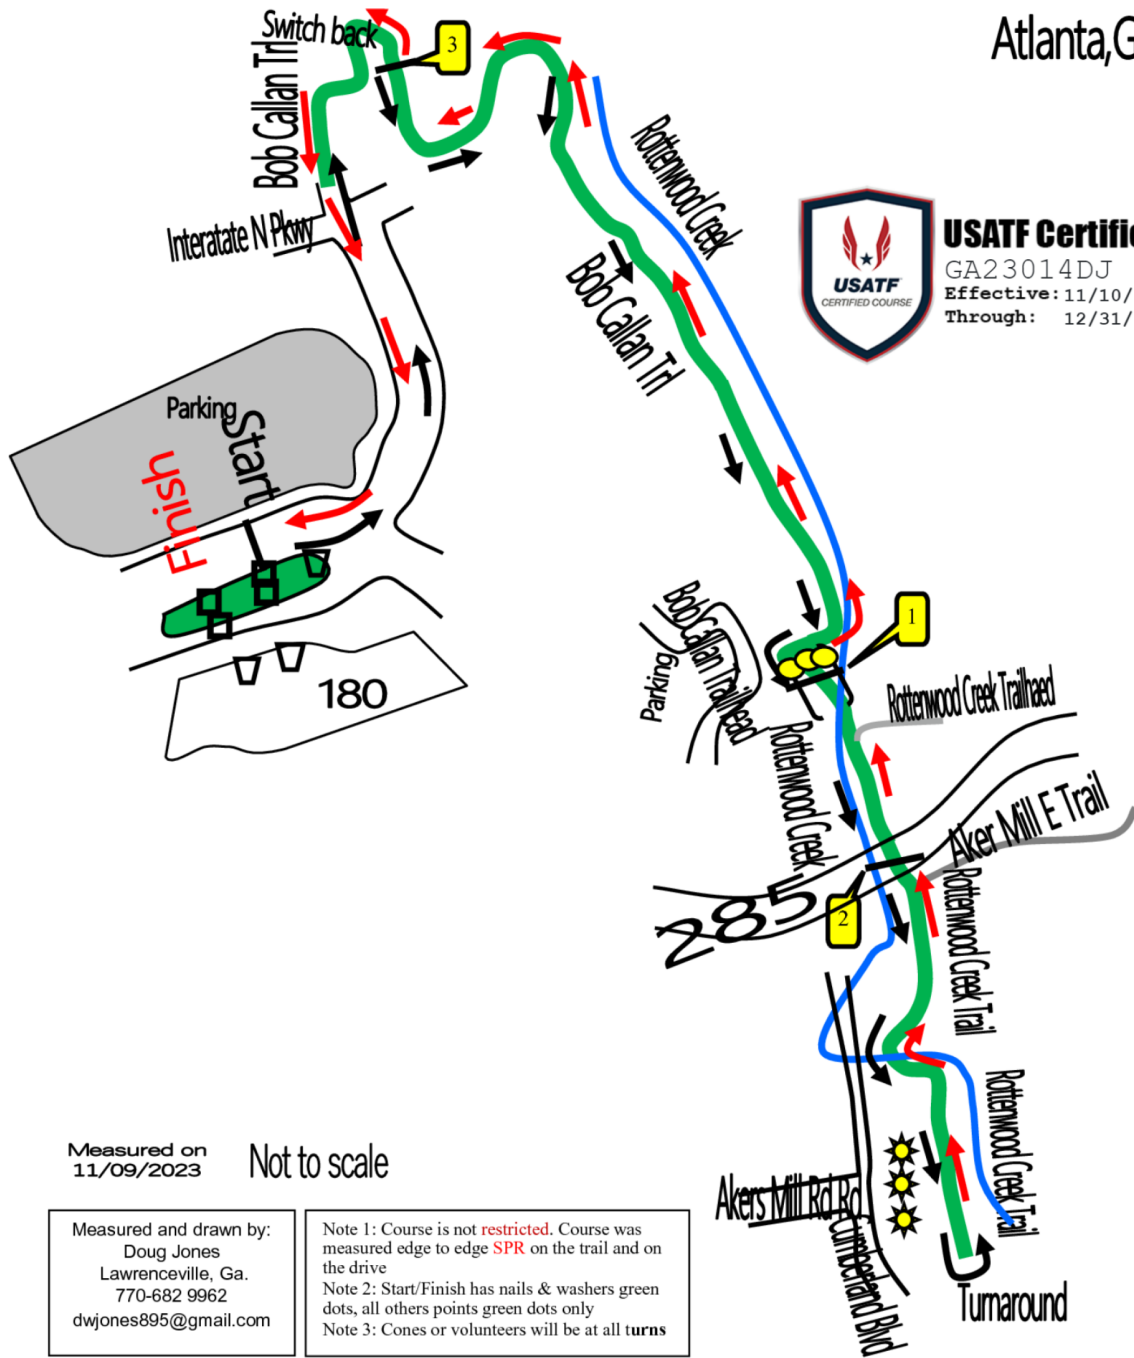 Atlanta,G
Switch back
3
Bob Callan Trl
Rottenwood Creek
Interatate N Pkwy
USATF
CERTIFIED COURSE
USATF Certifie
GA23014DJ
Effective: 11/10/
Through: 12/31/
Bob Callan Trl
Parking
Start
Finish
180
Parking
Bob Callan Trailhead
1
Rottenwood Creek Trailhaed
Rottenwood Creek
Aker Mill E Trail
285
2
Rottenwood Creek Trail
Rottenwood Creek Trail
Akers Mill Rd Rd
Cumberland Blvd
Turnaround
Measured on
11/09/2023
Not to scale
Measured and drawn by:
Doug Jones
Lawrenceville, Ga.
770-682 9962
dwjones895@gmail.com
Note 1: Course is not restricted. Course was
measured edge to edge SPR on the trail and on
the drive
Note 2: Start/Finish has nails & washers green
dots, all others points green dots only
Note 3: Cones or volunteers will be at all turns